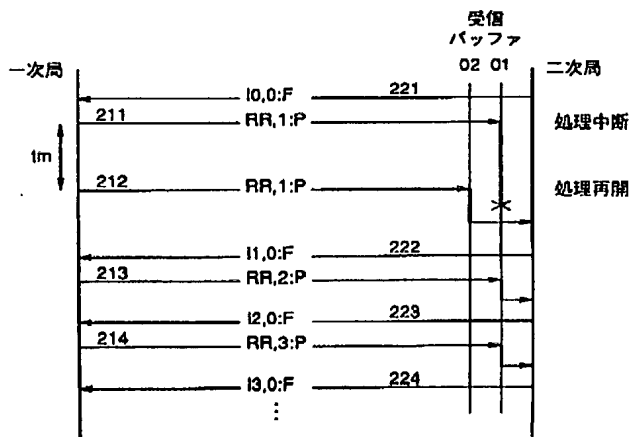 受信
バッファ
一次局 02 01 二次局
I0,0:F 221
211 RR,1:P 処理中断
tm
212 RR,1:P 処理再開
I1,0:F 222
213 RR,2:P
I2,0:F 223
214 RR,3:P
I3,0:F 224
⋮